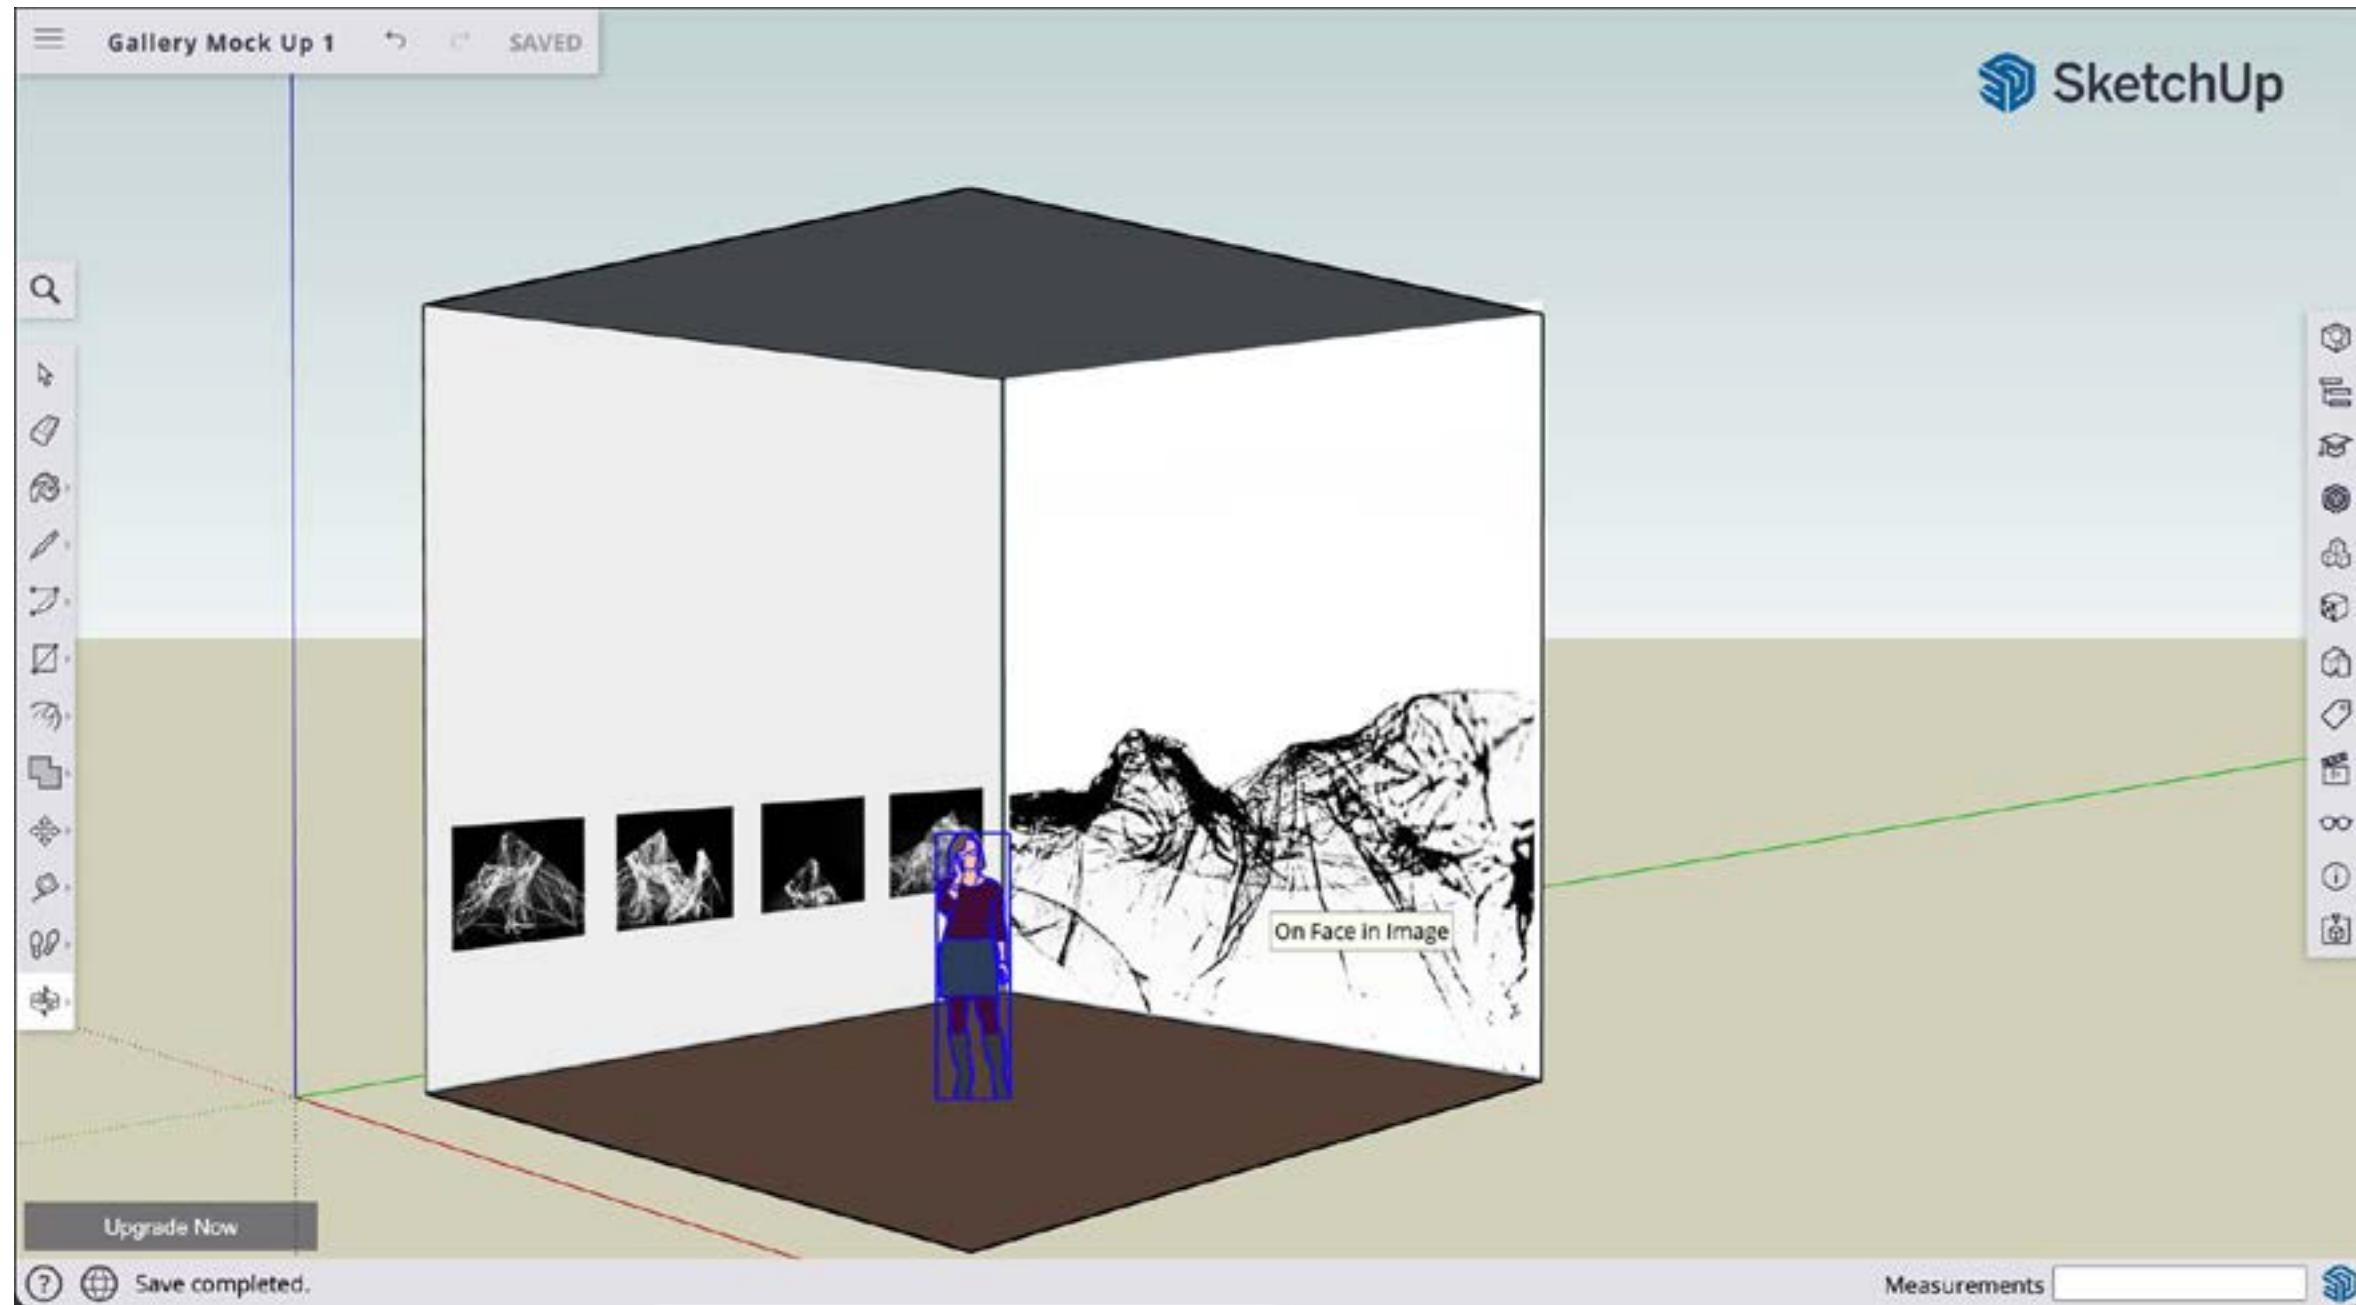 Gallery Mock Up 1
SAVED
SketchUp
On Face in Image
Upgrade Now
Save completed.
Measurements